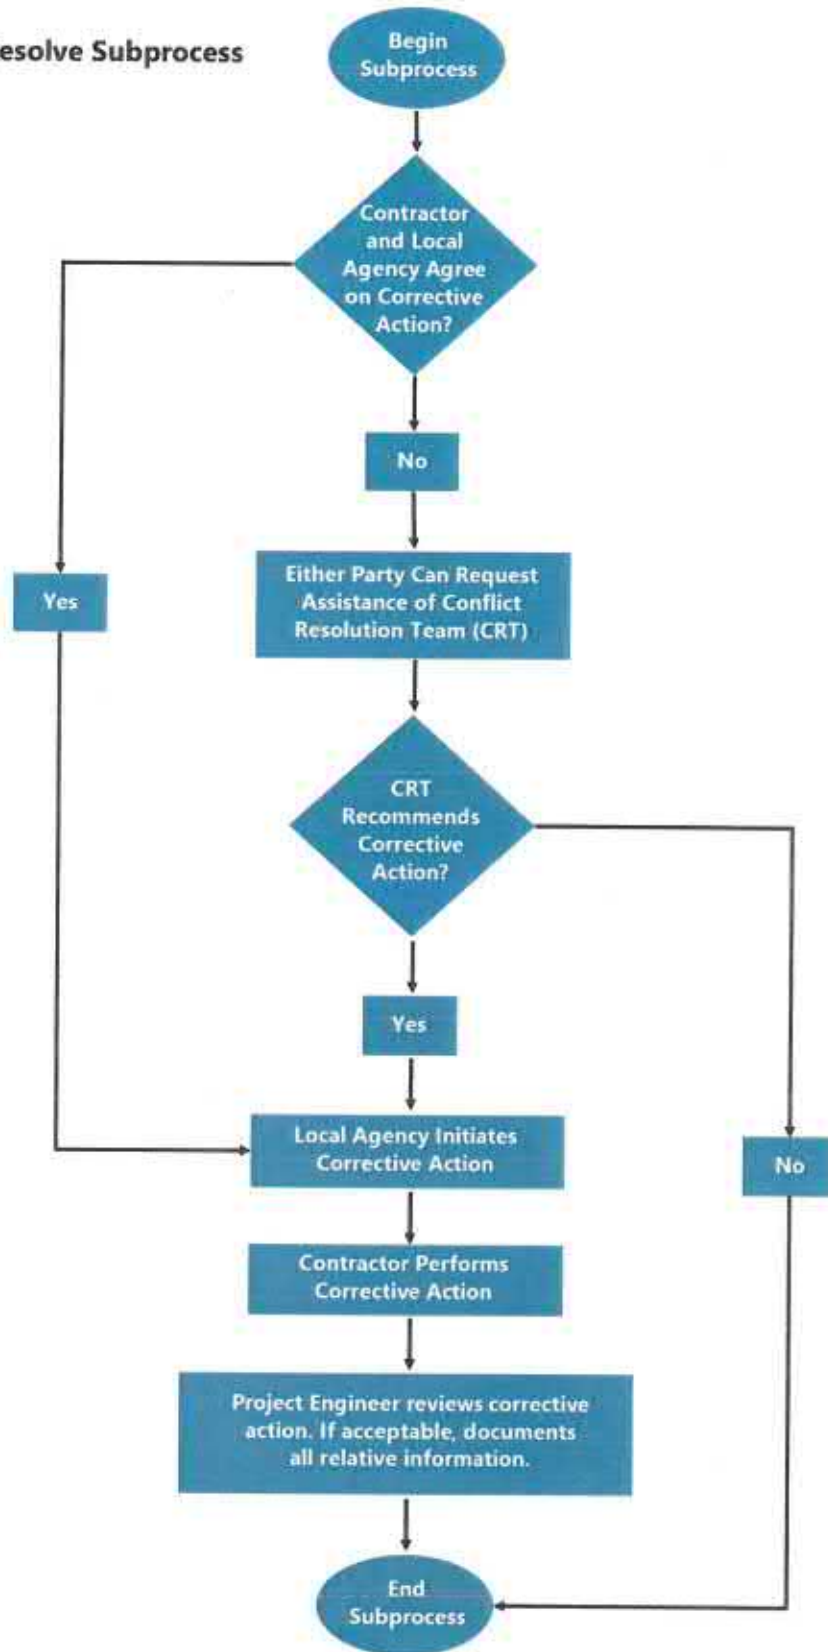 esolve Subprocess
Begin
Subprocess
Contractor
and Local
Agency Agree
on Corrective
Action?
No
Either Party Can Request
Assistance of Conflict
Resolution Team (CRT)
Yes
CRT
Recommends
Corrective
Action?
Yes
Local Agency Initiates
Corrective Action
No
Contractor Performs
Corrective Action
Project Engineer reviews corrective
action. If acceptable, documents
all relative information.
End
Subprocess